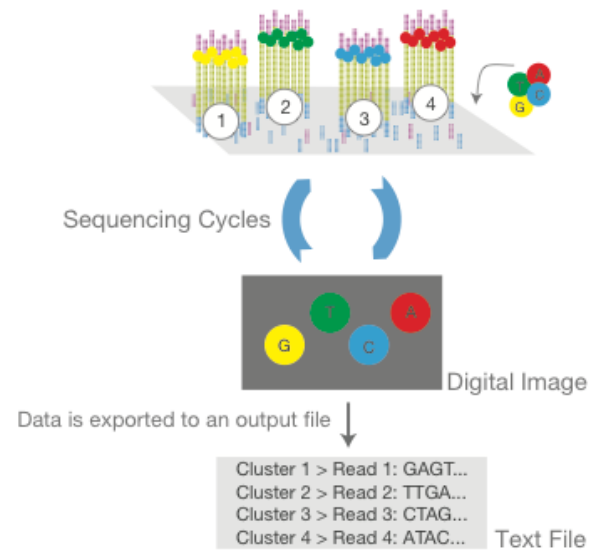 1
2
3
4
A
T
C
G
Sequencing Cycles
T
A
G
C
Digital Image
Data is exported to an output file
Cluster 1 > Read 1: GAGT...
Cluster 2 > Read 2: TTGA...
Cluster 3 > Read 3: CTAG...
Cluster 4 > Read 4: ATAC...
Text File